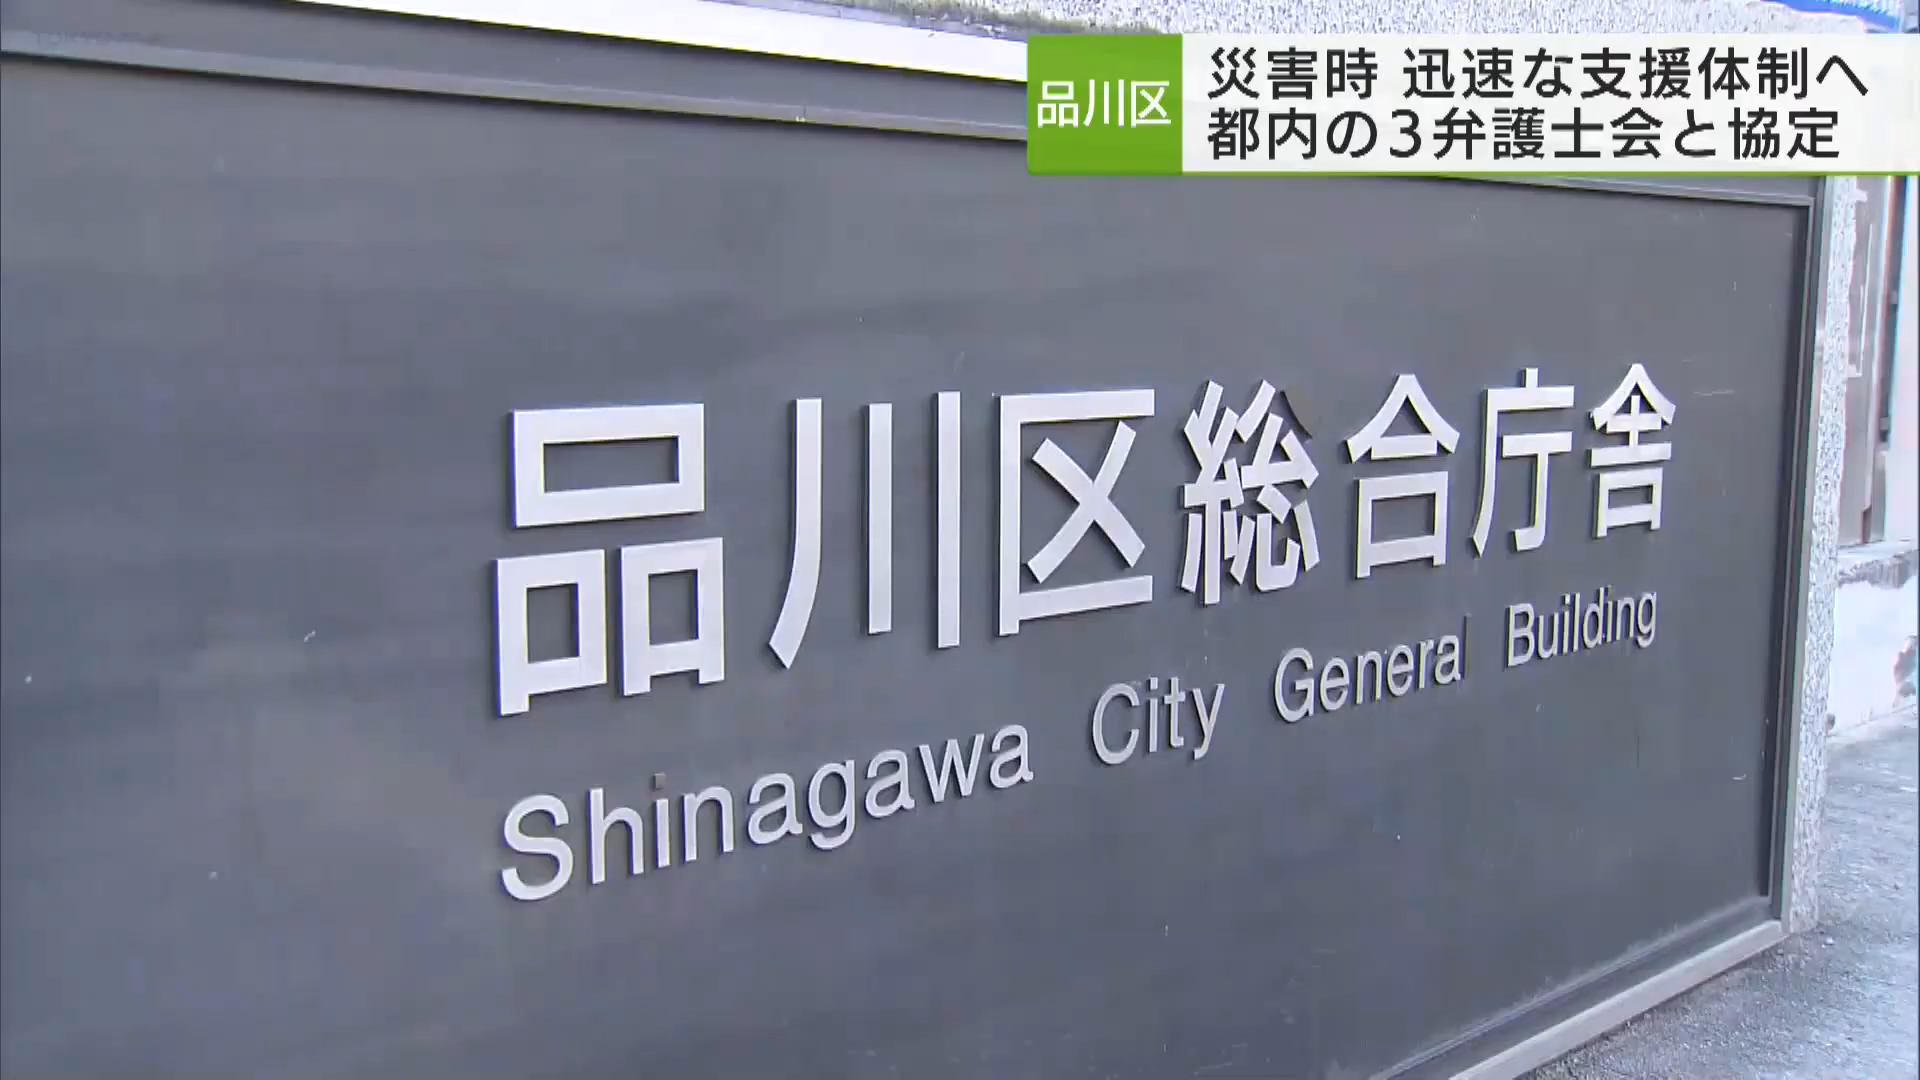 品川区
災害時 迅速な支援体制へ
都内の3弁護士会と協定
品川区総合庁舎
Shinagawa City General Building